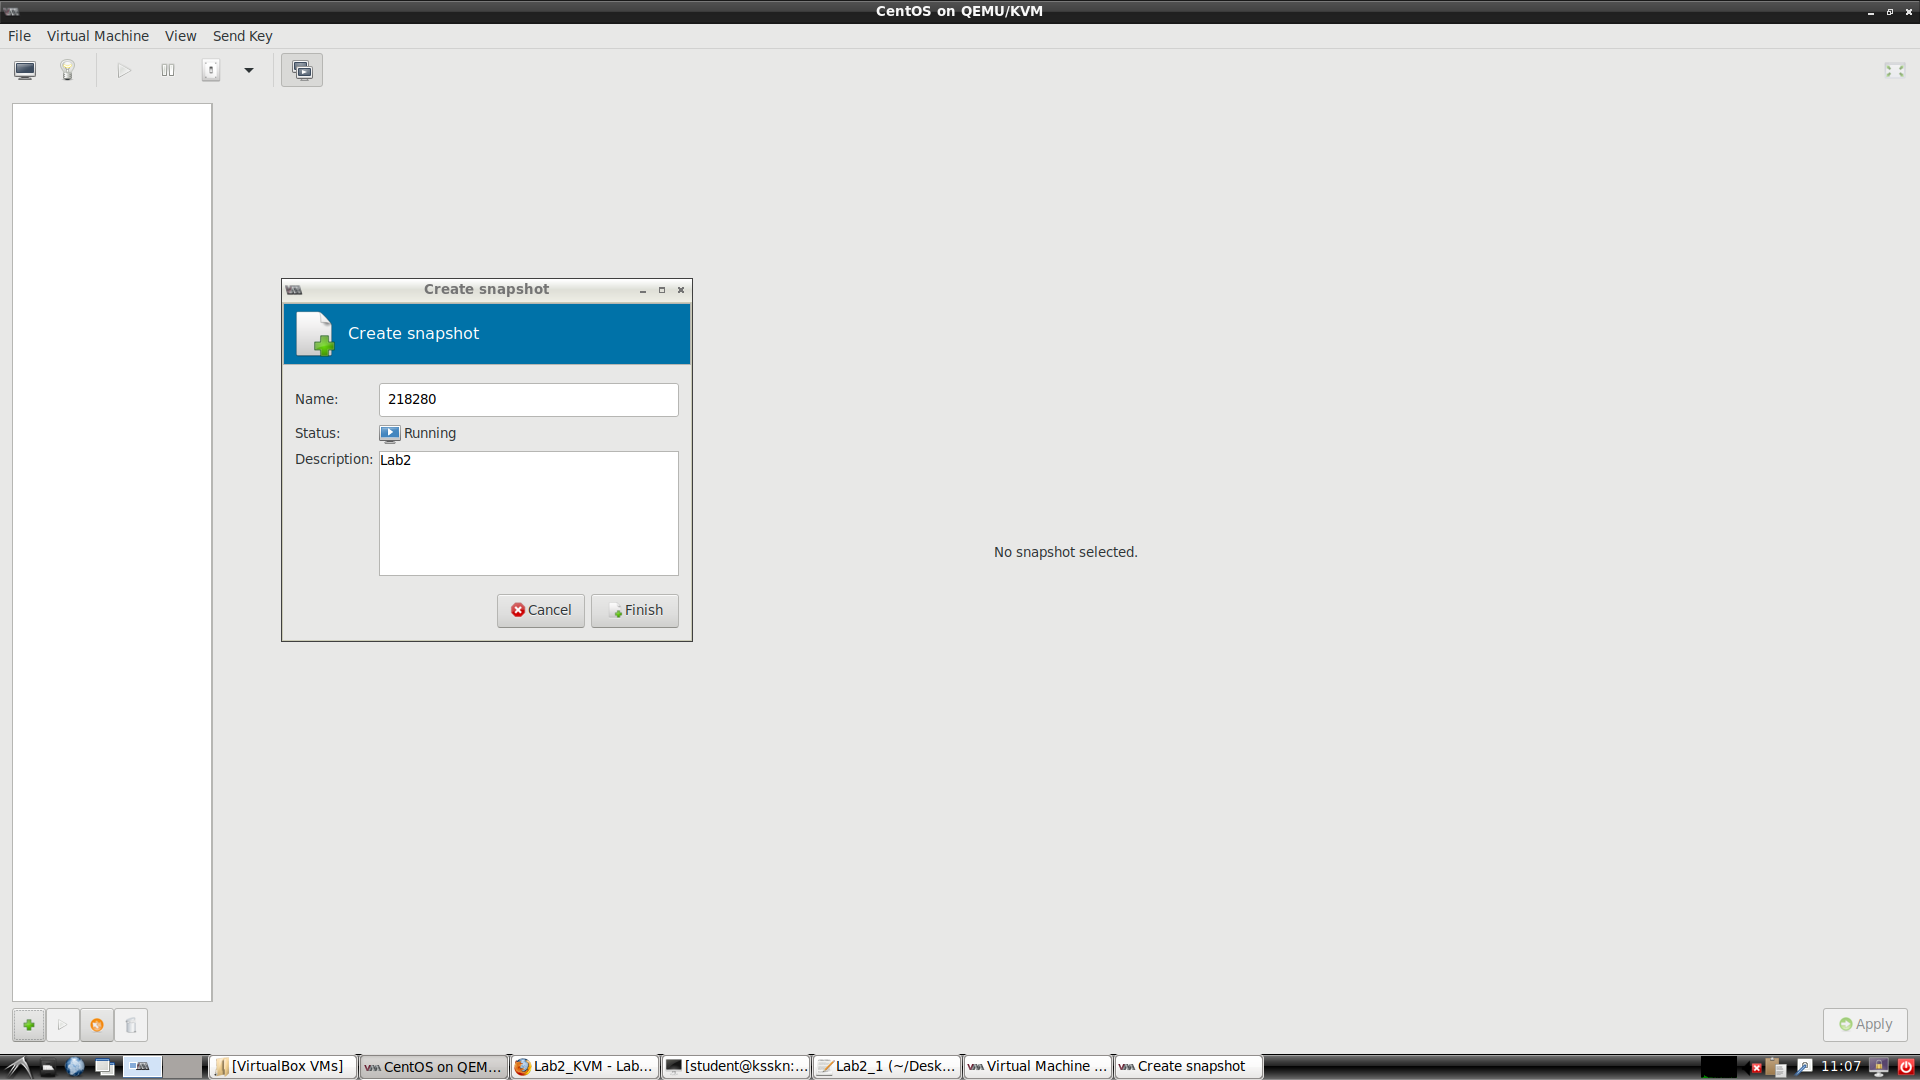 CentOS on QEMU/KVM
File Virtual Machine View Send Key
Create snapshot
Create snapshot
Name: 218280
Status: Running
Description: Lab2
No snapshot selected.
Cancel Finish
Apply
[VirtualBox VMs] CentOS on QEM... Lab2_KVM - Lab... [student@ksskn:... Lab2_1 (~/Desk... Virtual Machine ... Create snapshot 11:07